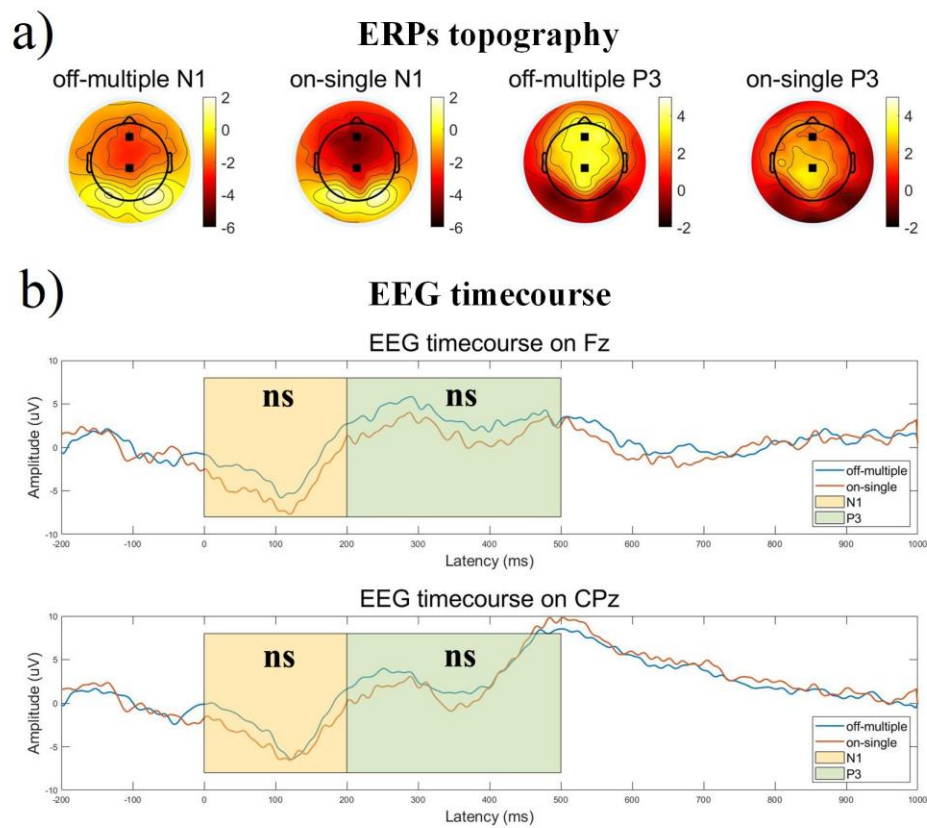 a)
ERPs topography
off-multiple N1 on-single N1 off-multiple P3 on-single P3
2 2
0 0 4 4
-2 -2 2 2
-4 -4 0 0
-6 -6 -2 -2
b)
EEG timecourse
EEG timecourse on Fz
10
5
0
-5
-10
Amplitude (uV)
ns ns
off-multiple
on-single
N1
P3
-200 -100 0 100 200 300 400 500 600 700 800 900 1000
Latency (ms)
EEG timecourse on CPz
10
5
0
-5
-10
Amplitude (uV)
ns ns
off-multiple
on-single
N1
P3
-200 -100 0 100 200 300 400 500 600 700 800 900 1000
Latency (ms)